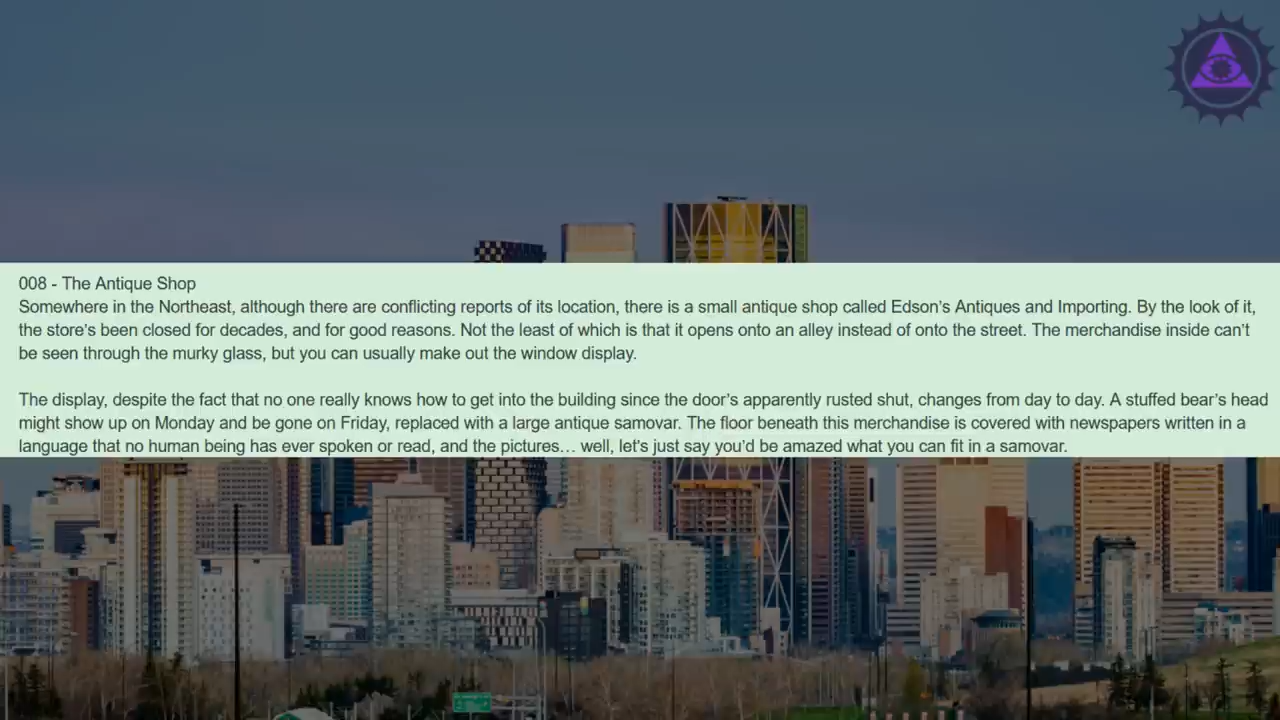 008 - The Antique Shop
Somewhere in the Northeast, although there are conflicting reports of its location, there is a small antique shop called Edson's Antiques and Importing. By the look of it,
the store's been closed for decades, and for good reasons. Not the least of which is that it opens onto an alley instead of onto the street. The merchandise inside can't
be seen through the murky glass, but you can usually make out the window display.
The display, despite the fact that no one really knows how to get into the building since the door's apparently rusted shut, changes from day to day. A stuffed bear's head
might show up on Monday and be gone on Friday, replaced with a large antique samovar. The floor beneath this merchandise is covered with newspapers written in a
language that no human being has ever spoken or read, and the pictures… well, let's just say you'd be amazed what you can fit in a samovar.